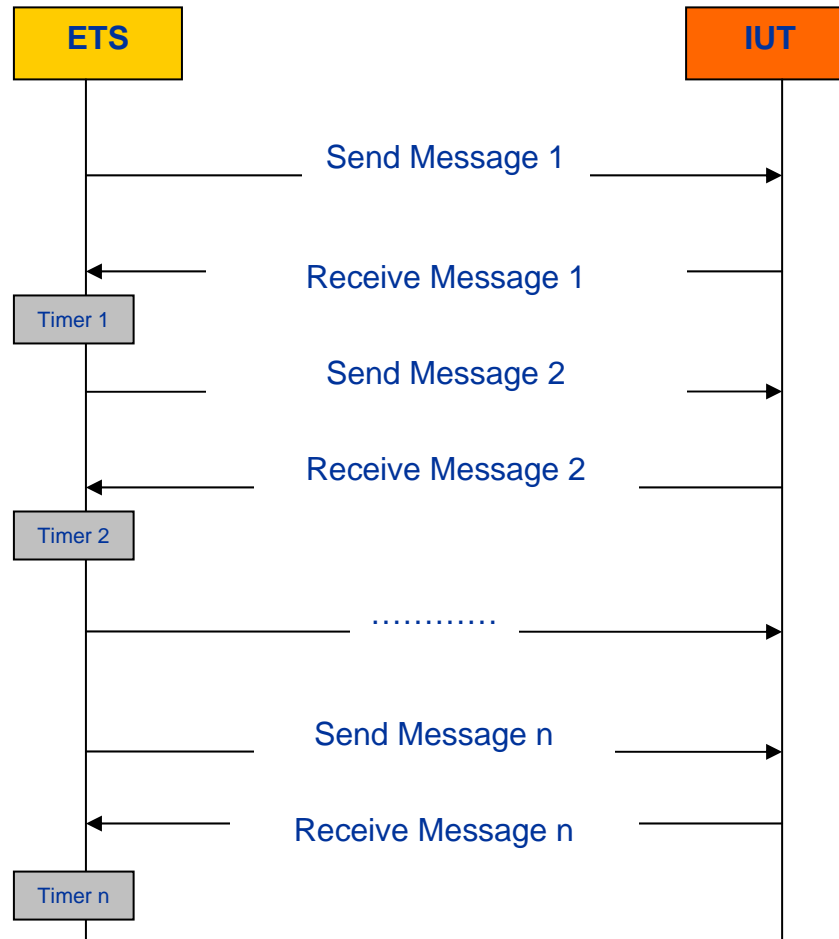 ETS
IUT
Send Message 1
Receive Message 1
Timer 1
Send Message 2
Receive Message 2
Timer 2
............
Send Message n
Receive Message n
Timer n